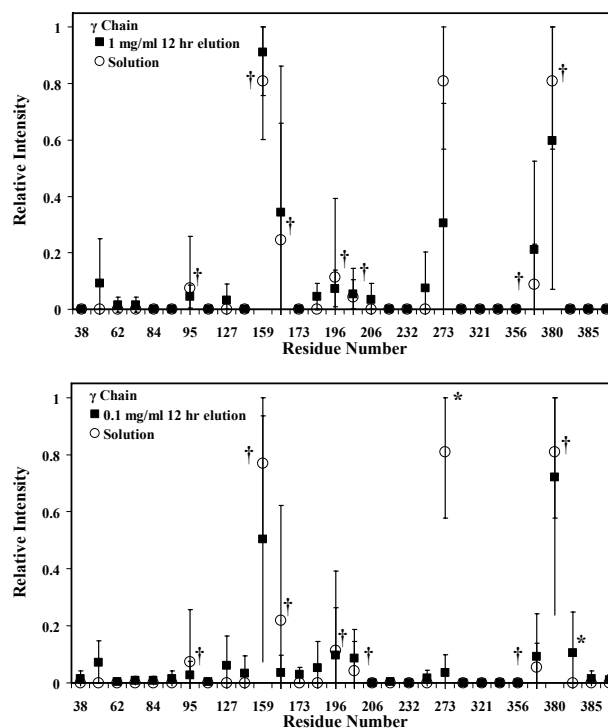 γ Chain
1 mg/ml 12 hr elution
Solution
Relative Intensity
1
0.8
0.6
0.4
0.2
0
† † † † † † †
38 62 84 95 127 159 173 196 206 232 273 321 356 380 385
Residue Number
γ Chain
0.1 mg/ml 12 hr elution
Solution
Relative Intensity
1
0.8
0.6
0.4
0.2
0
† † † † † † † * *
38 62 84 95 127 159 173 196 206 232 273 321 356 380 385
Residue Number